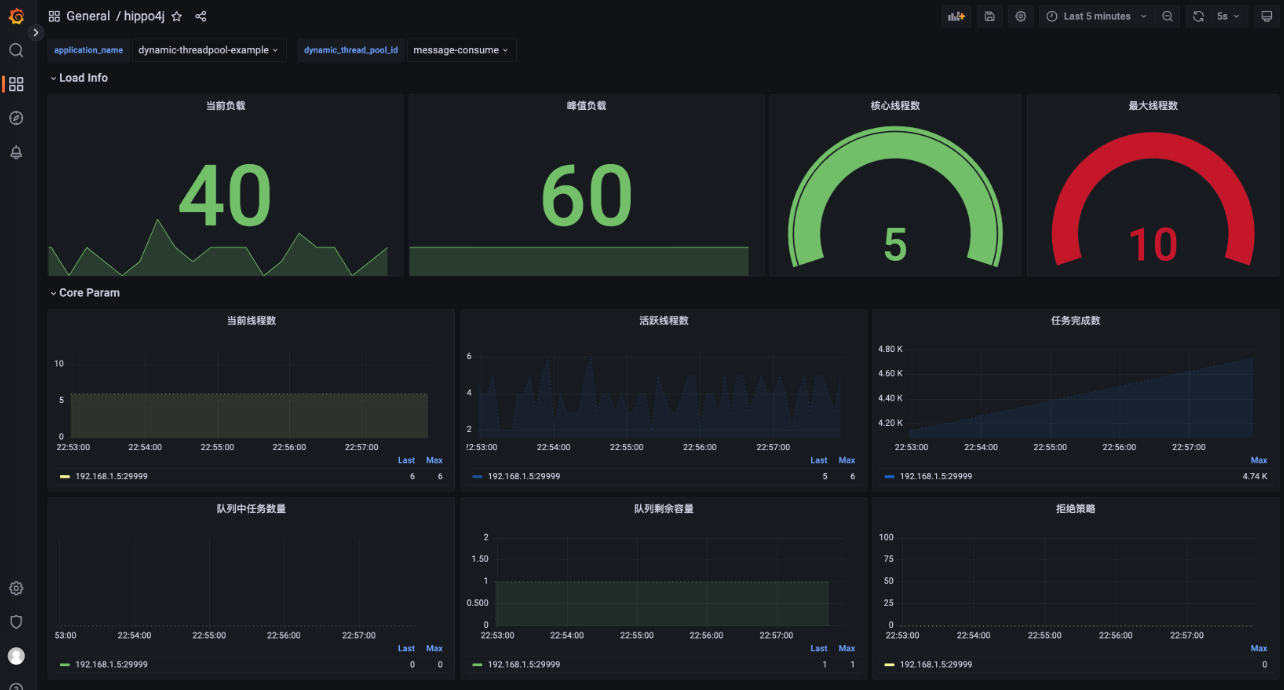 General / hippo4j
Last 5 minutes
5s
application_name
dynamic-threadpool-example
dynamic_thread_pool_id
message-consume
Load Info
当前负载
峰值负载
核心线程数
最大线程数
40
60
5
10
Core Param
当前线程数
活跃线程数
任务完成数
10
5
0
22:53:00 22:54:00 22:55:00 22:56:00 22:57:00
Last Max
192.168.1.5:29999 6 6
6
4
2
22:53:00 22:54:00 22:55:00 22:56:00 22:57:00
Last Max
192.168.1.5:29999 5 6
4.80 K
4.60 K
4.40 K
4.20 K
22:53:00 22:54:00 22:55:00 22:56:00 22:57:00
Max
192.168.1.5:29999 4.74 K
队列中任务数量
队列剩余容量
拒绝策略
53:00 22:54:00 22:55:00 22:56:00 22:57:00
Last Max
192.168.1.5:29999 0 0
2
1.50
1
0.500
0
22:53:00 22:54:00 22:55:00 22:56:00 22:57:00
Last Max
192.168.1.5:29999 1 1
100
75
50
25
0
22:53:00 22:54:00 22:55:00 22:56:00 22:57:00
Max
192.168.1.5:29999 0